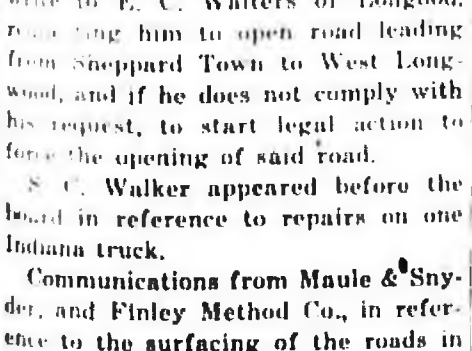 write to E. C. Walters of Longood,
him to open road leading
from Sheppard Town to West Long-
wood, and if he does not comply with
his request, to start legal action to
force the opening of said road.
S. C. Walker appeared before the
board in reference to repairs on one
Indiana truck.
Communications from Maule & Sny-
der, and Finley Method Co., in refer-
ence to the surfacing of the roads in